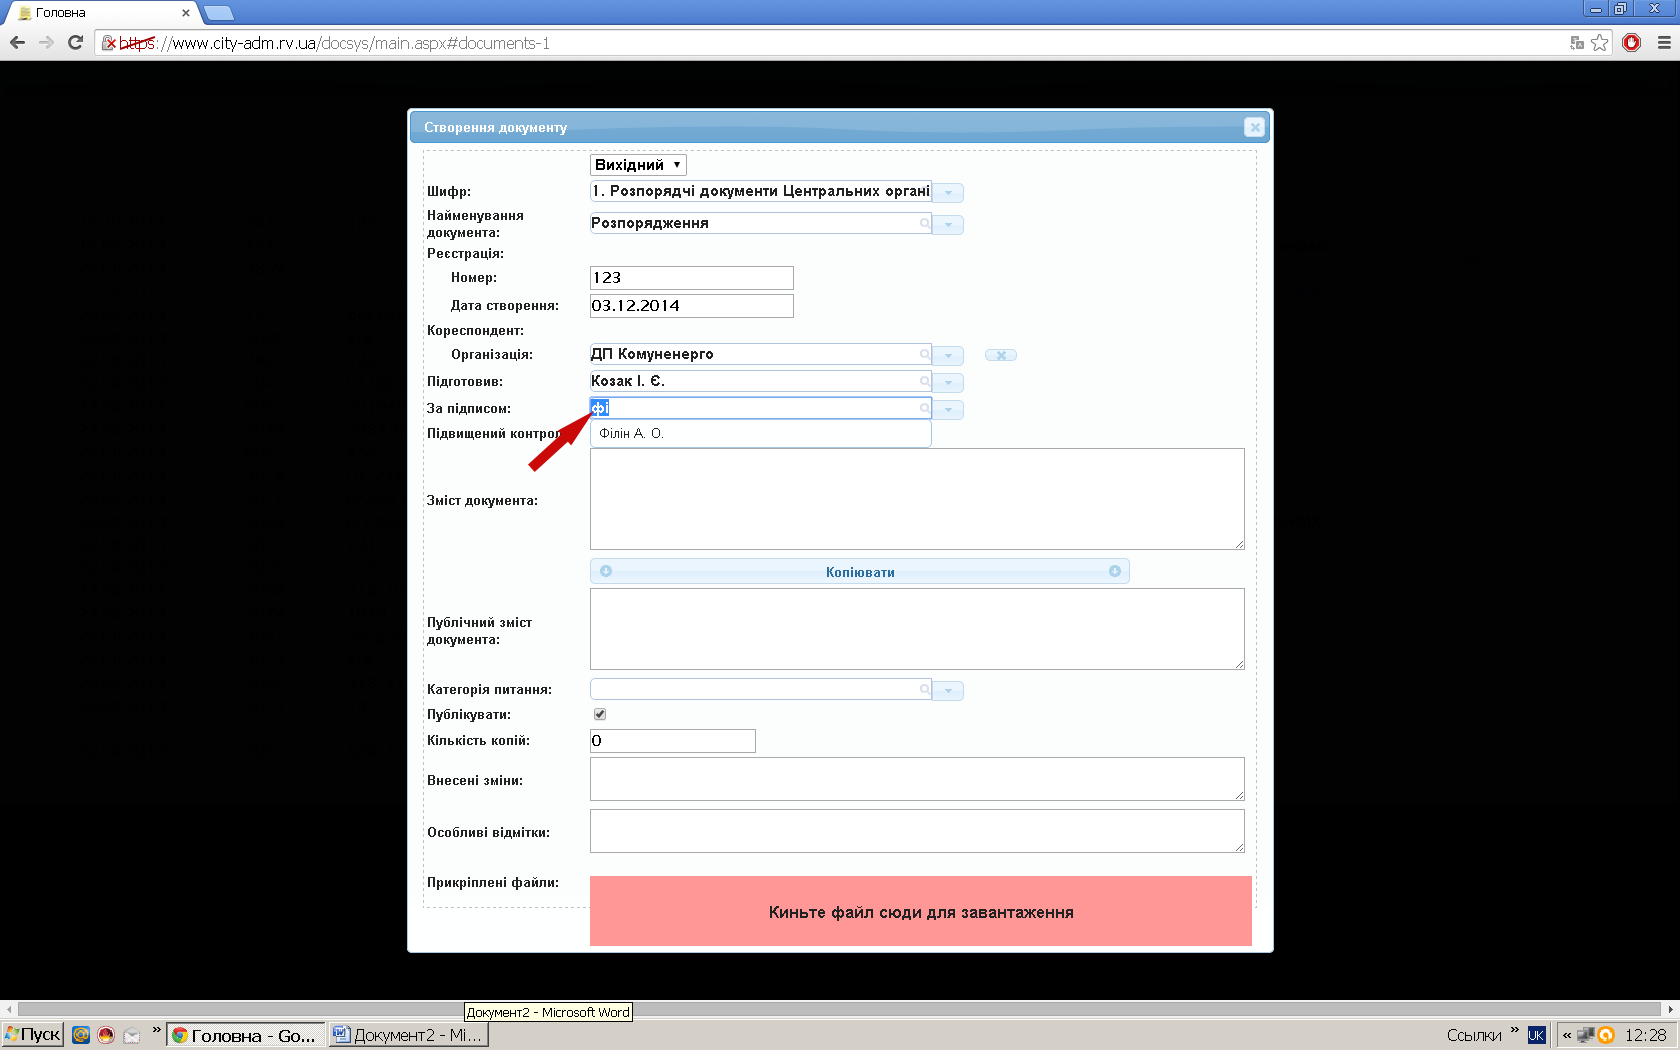 Головна
https://www.city-adm.rv.ua/docsys/main.aspx#documents-1
Створення документу
Вихідний
Шифр: 1. Розпорядчі документи Центральних органі
Найменування
документа:
Розпорядження
Реєстрація:
Номер: 123
Дата створення: 03.12.2014
Кореспондент:
Організація: ДП Комуненерго
Підготовив: Козак І. Є.
За підписом: фі
Підвищений контрол
Філін А. О.
Зміст документа:
Копіювати
Публічний зміст
документа:
Категорія питання:
Публікувати:
Кількість копій: 0
Внесені зміни:
Особливі відмітки:
Прикріплені файли:
Киньте файл сюди для завантаження
Документ2 - Microsoft Word
Пуск
Головна - Go...
Документ2 - Mi...
Ссылки
UK
12:28